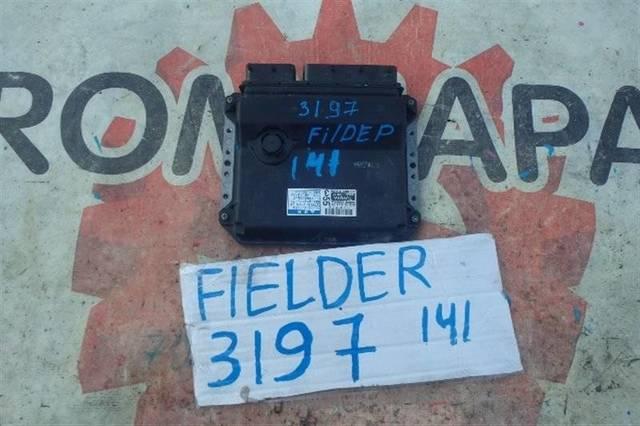 ROM APA
3197
FilDEP
141
FIELDER
3197 141